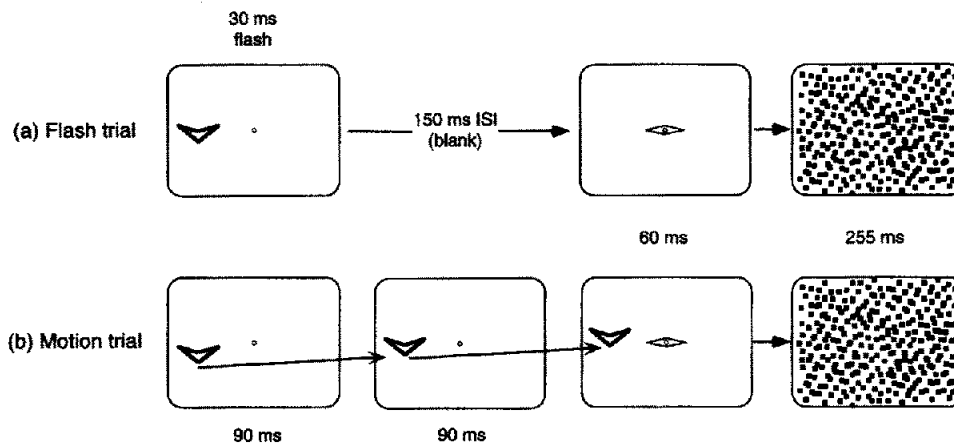 30 ms
flash
(a) Flash trial
150 ms ISI
(blank)
60 ms
255 ms
(b) Motion trial
90 ms
90 ms